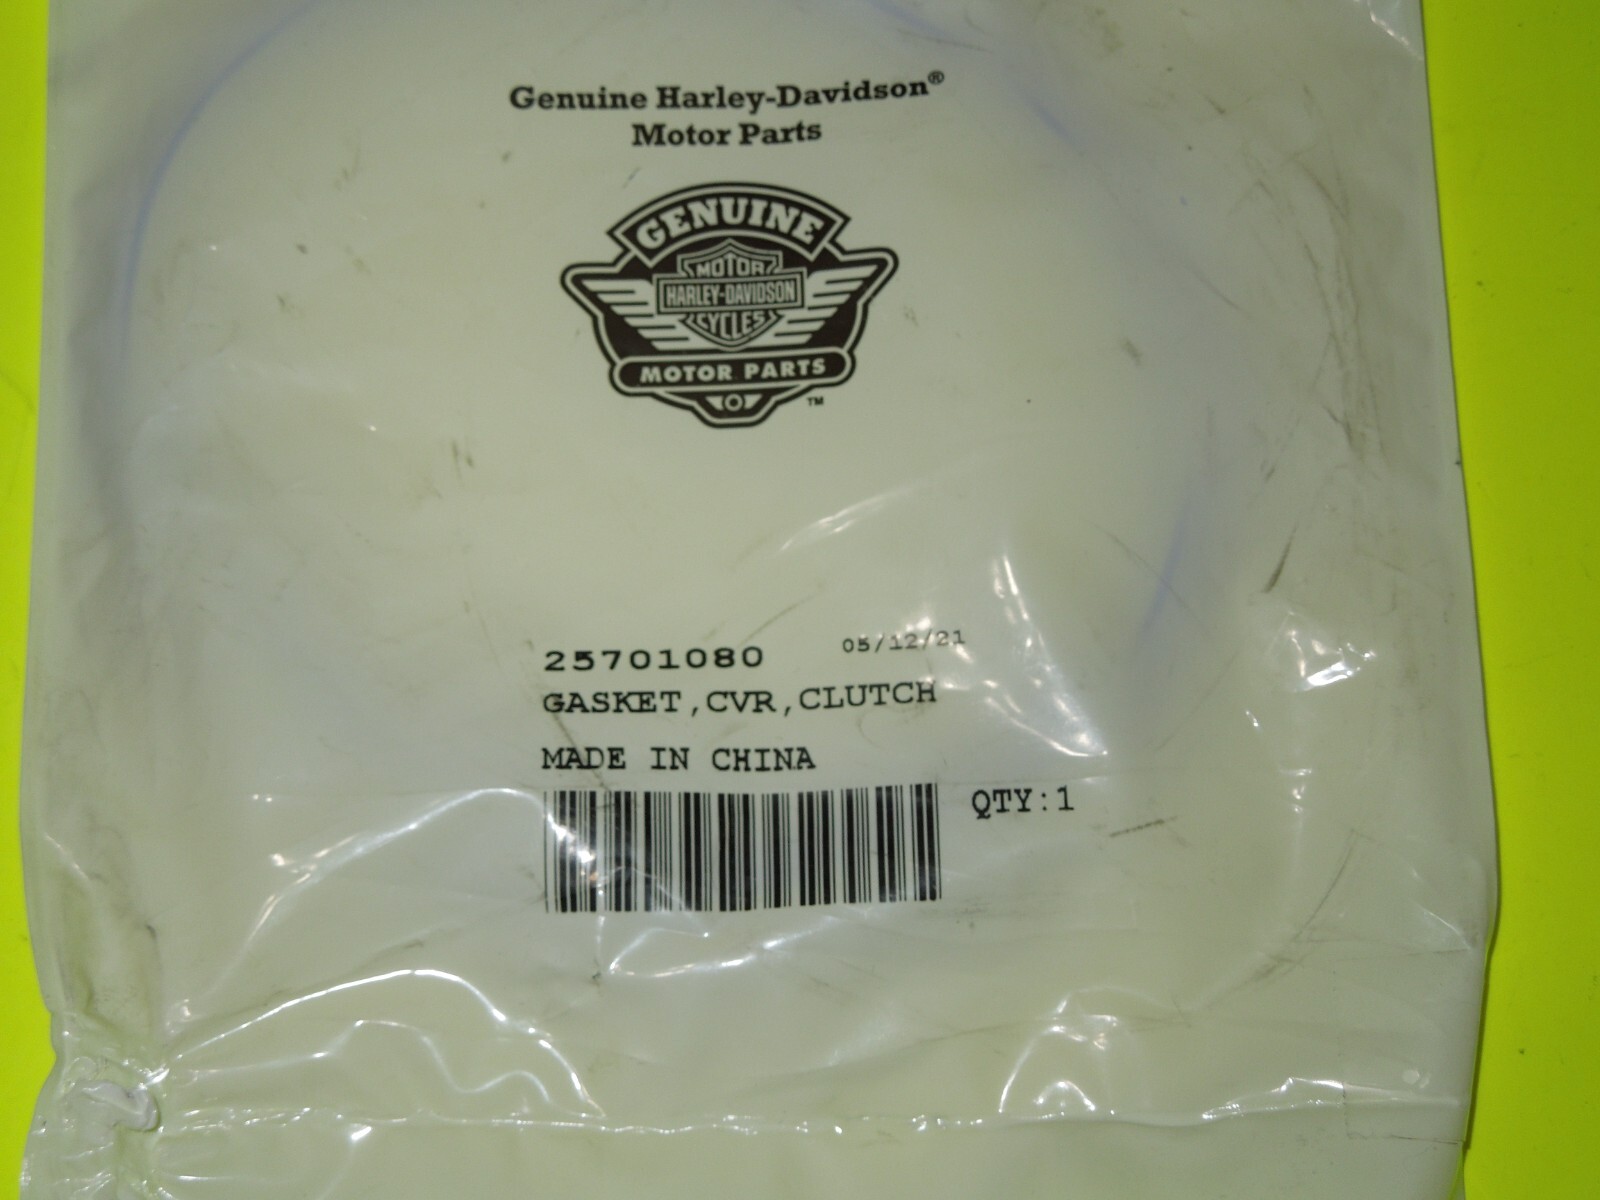 Genuine Harley-Davidson®
Motor Parts
GENUINE
MOTOR
HARLEY-DAVIDSON
CYCLES
MOTOR PARTS
TM
25701080 05/12/21
GASKET,CVR,CLUTCH
MADE IN CHINA
QTY:1